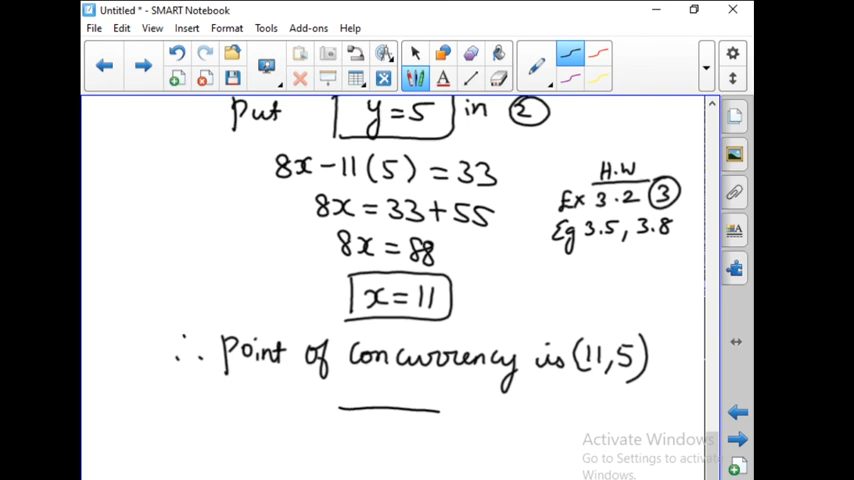 Untitled * - SMART Notebook
File Edit View Insert Format Tools Add-ons Help
Put y=5 in 2
8x-11(5)=33
8x=33+55
8x=88
x=11
∴ point of concurrency is (11,5)
H.W
Ex 3.2 3
Eg 3.5, 3.8
Activate Windows
Go to Settings to activate
Windows.